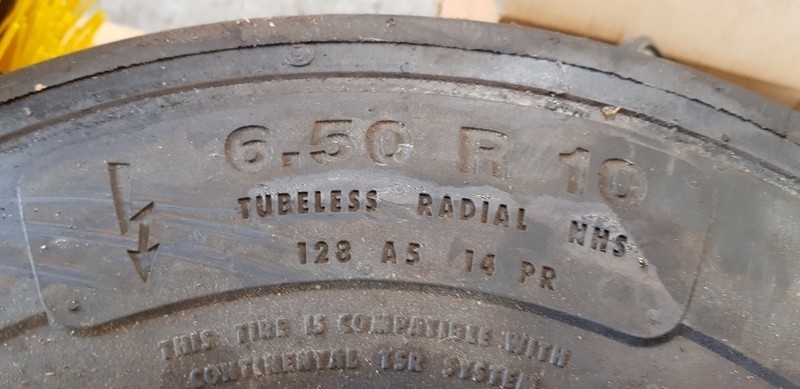 6.50 R 10
TUBELESS RADIAL NHS
128 A5 14 PR
THIS TIRE IS COMPATIBLE WITH
CONTINENTAL TSR SYSTEM